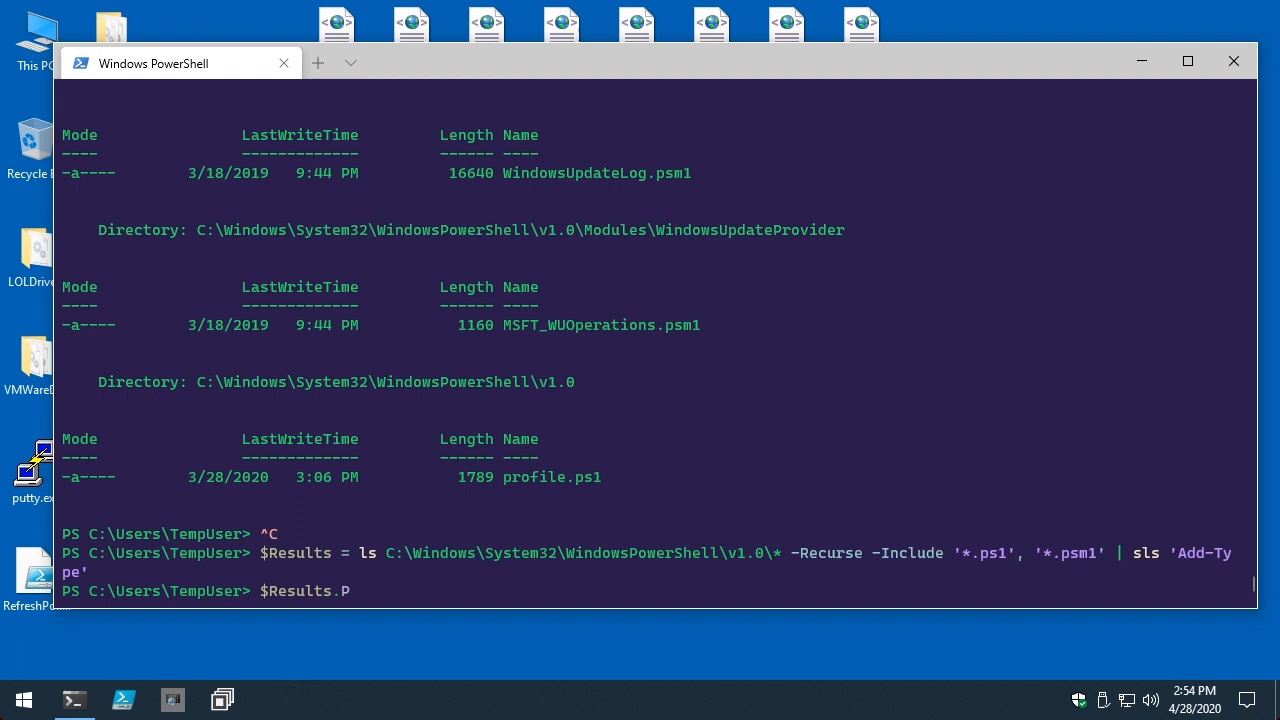 This PC
Windows PowerShell
Recycle B
LOLDrive
VMWareD
putty.ex
RefreshPo...
Mode                LastWriteTime         Length Name
----                -------------         ------ ----
-a----        3/18/2019   9:44 PM          16640 WindowsUpdateLog.psm1
Directory: C:\Windows\System32\WindowsPowerShell\v1.0\Modules\WindowsUpdateProvider
Mode                LastWriteTime         Length Name
----                -------------         ------ ----
-a----        3/18/2019   9:44 PM           1160 MSFT_WUOperations.psm1
Directory: C:\Windows\System32\WindowsPowerShell\v1.0
Mode                LastWriteTime         Length Name
----                -------------         ------ ----
-a----        3/28/2020   3:06 PM           1789 profile.ps1
PS C:\Users\TempUser> ^C
PS C:\Users\TempUser> $Results = ls C:\Windows\System32\WindowsPowerShell\v1.0\* -Recurse -Include '*.ps1', '*.psm1' | sls 'Add-Ty
pe'
PS C:\Users\TempUser> $Results.P
2:54 PM
4/28/2020